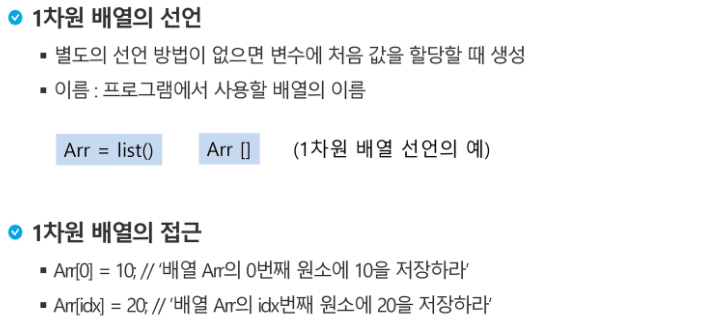 1차원 배열의 선언
▪ 별도의 선언 방법이 없으면 변수에 처음 값을 할당할 때 생성
▪ 이름 : 프로그램에서 사용할 배열의 이름
Arr = list() Arr [] (1차원 배열 선언의 예)
1차원 배열의 접근
▪ Arr[0] = 10; // ‘배열 Arr의 0번째 원소에 10을 저장하라’
▪ Arr[idx] = 20; // ‘배열 Arr의 idx번째 원소에 20을 저장하라’